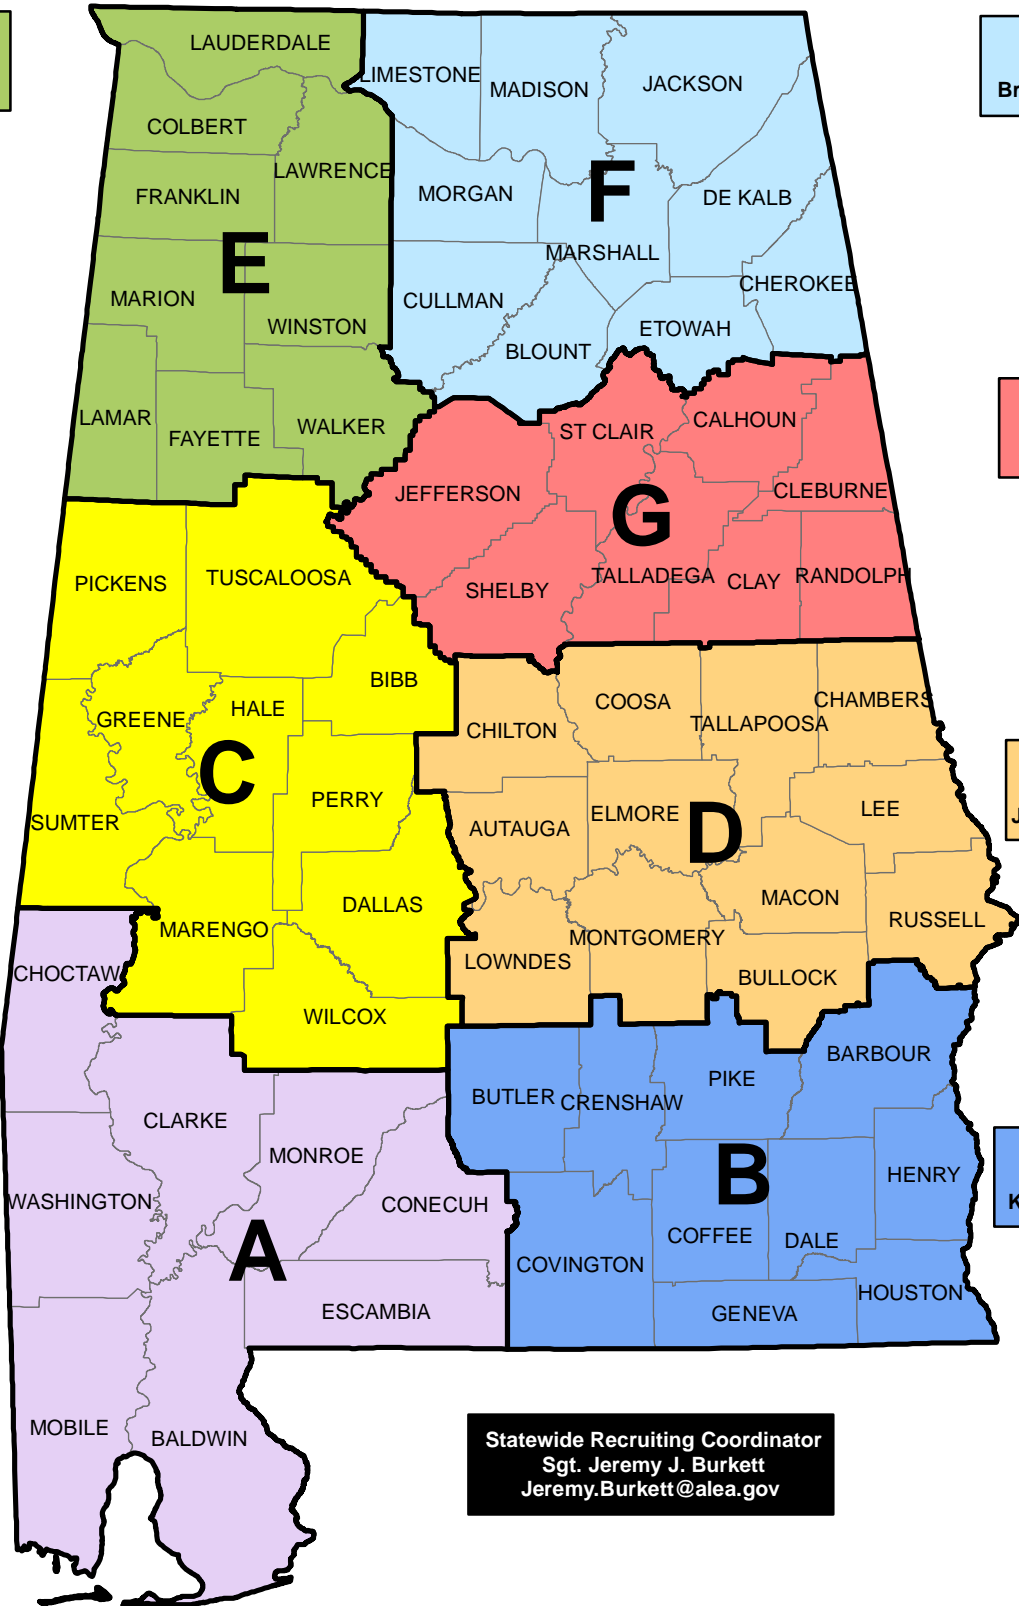 LAUDERDALE
LIMESTONE
MADISON
JACKSON
Br
COLBERT
LAWRENCE
FRANKLIN
MORGAN
F
DE KALB
E
MARSHALL
MARION
CULLMAN
CHEROKEE
WINSTON
BLOUNT
ETOWAH
LAMAR
FAYETTE
WALKER
ST CLAIR
CALHOUN
JEFFERSON
G
CLEBURNE
PICKENS
TUSCALOOSA
SHELBY
TALLADEGA
CLAY
RANDOLPH
BIBB
GREENE
HALE
CHILTON
COOSA
TALLAPOOSA
CHAMBERS
C
PERRY
SUMTER
AUTAUGA
ELMORE
D
LEE
J
MARENGO
DALLAS
MACON
RUSSELL
CHOCTAW
LOWNDES
MONTGOMERY
BULLOCK
WILCOX
BARBOUR
CLARKE
BUTLER
CRENSHAW
PIKE
MONROE
WASHINGTON
CONECUH
B
HENRY
K
A
COFFEE
DALE
COVINGTON
ESCAMBIA
GENEVA
HOUSTON
MOBILE
BALDWIN
Statewide Recruiting Coordinator
Sgt. Jeremy J. Burkett
Jeremy.Burkett@alea.gov